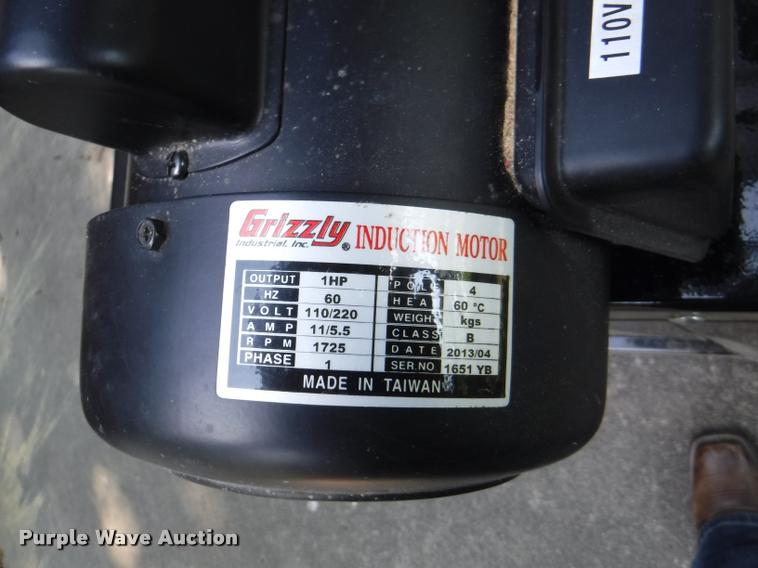 110V
Grizzly ® INDUCTION MOTOR
Industrial, Inc.
OUTPUT 1HP POLE 4
HZ 60 HEAT 60 °C
VOLT 110/220 WEIGHT kgs
AMP 11/5.5 CLASS B
RPM 1725 DATE 2013/04
PHASE 1 SER.NO. 1651 YB
MADE IN TAIWAN
Purple Wave Auction